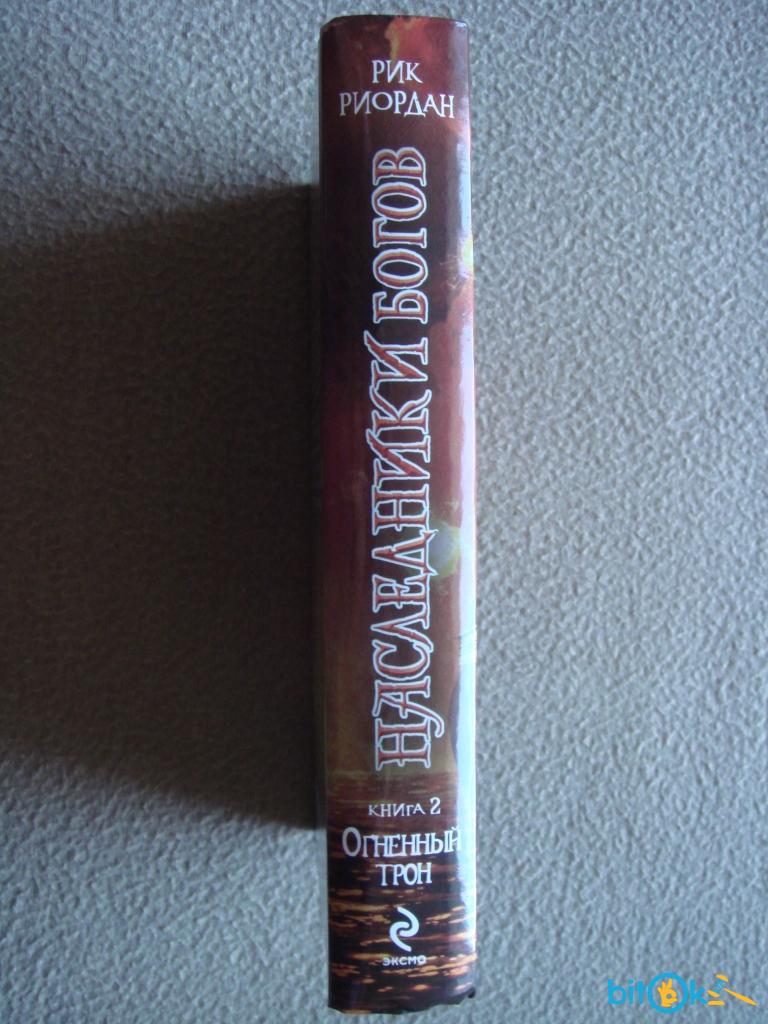 РИК
РИОРДАН
НАСЛЕДНИКИ БОГОВ
КНИГА 2
ОГНЕННЫЙ
ТРОН
ЭКСМО
bitOk